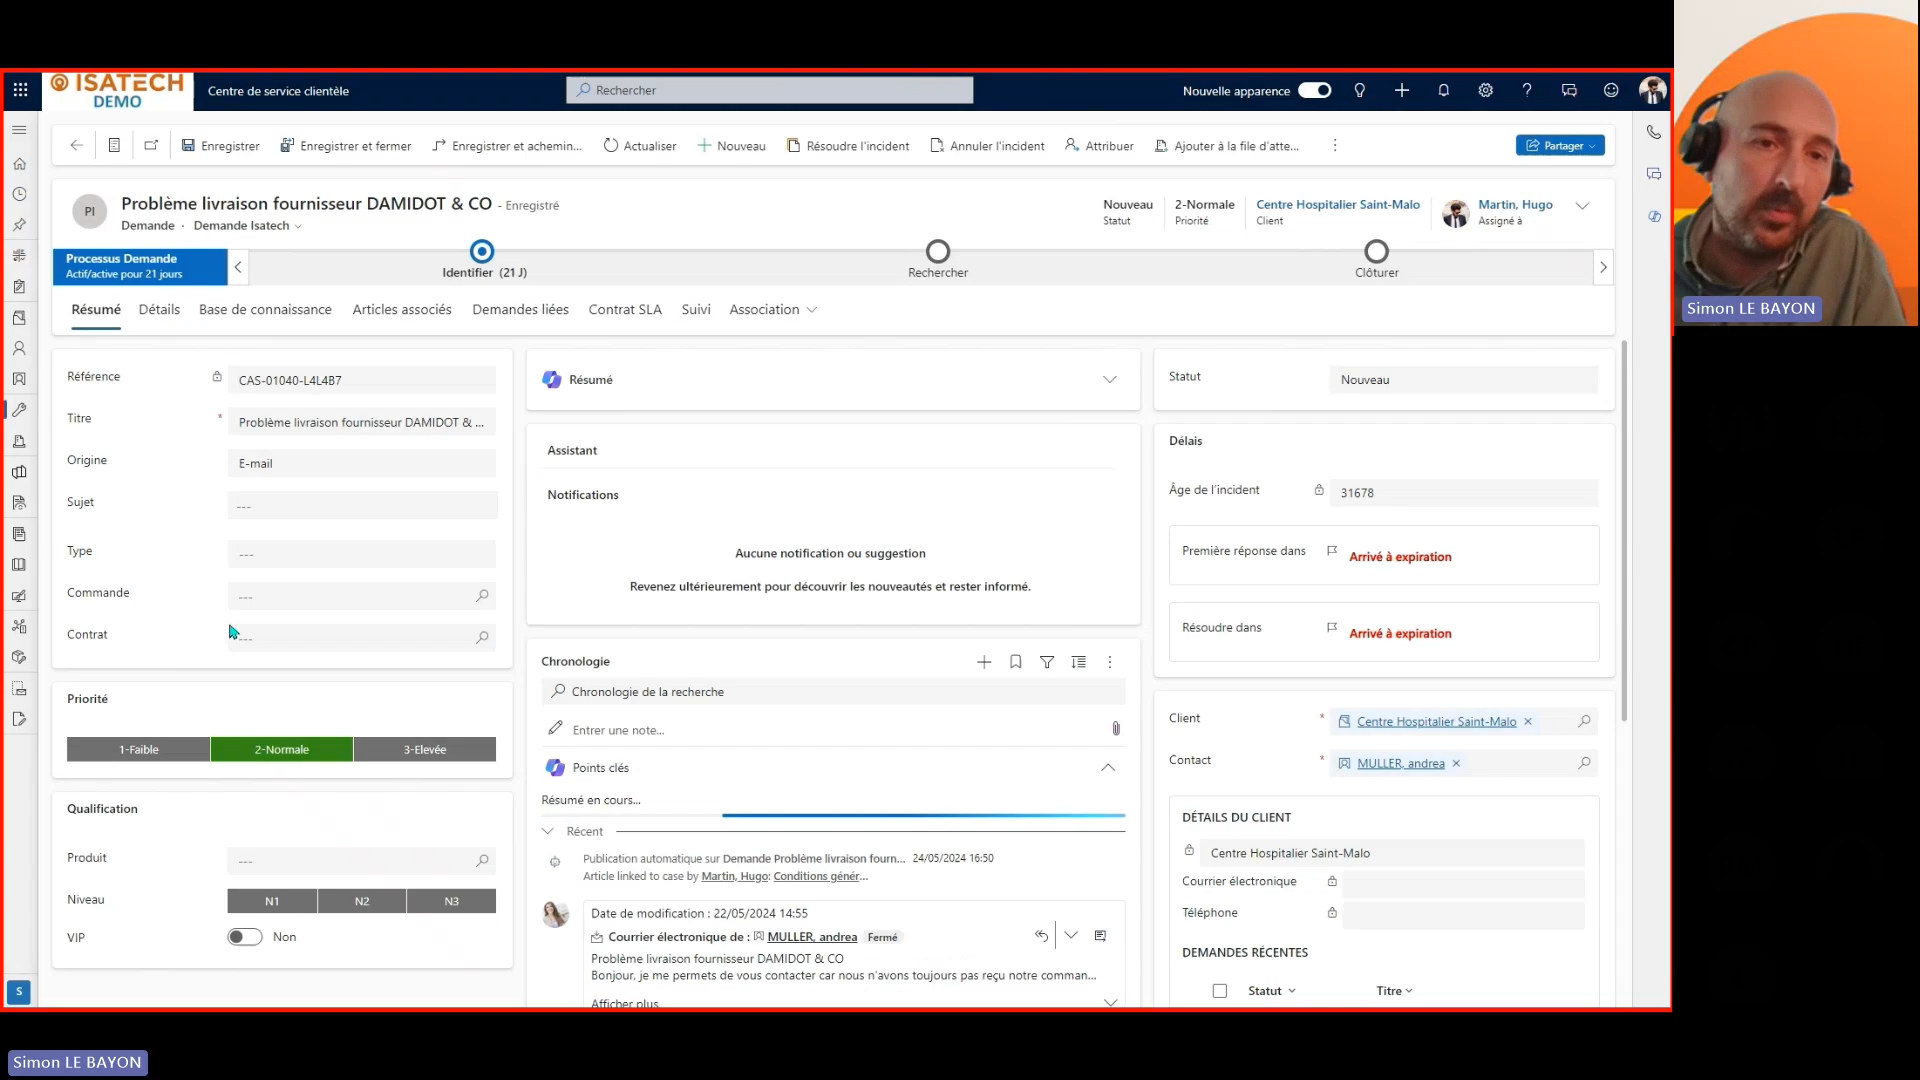 ISATECH
DEMO
Centre de service clientèle
Rechercher
Nouvelle apparence
Enregistrer
Enregistrer et fermer
Enregistrer et achemin...
Actualiser
Nouveau
Résoudre l'incident
Annuler l'incident
Attribuer
Ajouter à la file d'atte...
Partager
PI
Problème livraison fournisseur DAMIDOT & CO - Enregistré
Demande · Demande Isatech
Nouveau
Statut
2-Normale
Priorité
Centre Hospitalier Saint-Malo
Client
Martin, Hugo
Assigné à
Processus Demande
Actif/active pour 21 jours
Identifier (21 J)
Rechercher
Clôturer
Résumé
Détails
Base de connaissance
Articles associés
Demandes liées
Contrat SLA
Suivi
Association
Référence
CAS-01040-L4L4B7
Titre
*
Problème livraison fournisseur DAMIDOT & ...
Origine
E-mail
Sujet
---
Type
---
Commande
---
Contrat
---
Priorité
1-Faible
2-Normale
3-Elevée
Qualification
Produit
---
Niveau
N1
N2
N3
VIP
Non
Résumé
Assistant
Notifications
Aucune notification ou suggestion
Revenez ultérieurement pour découvrir les nouveautés et rester informé.
Chronologie
Chronologie de la recherche
Entrer une note...
Points clés
Résumé en cours...
Récent
Publication automatique sur Demande Problème livraison fourn... 24/05/2024 16:50
Article linked to case by Martin, Hugo: Conditions génér...
Date de modification : 22/05/2024 14:55
Courrier électronique de : MULLER, andrea Fermé
Problème livraison fournisseur DAMIDOT & CO
Bonjour, je me permets de vous contacter car nous n'avons toujours pas reçu notre comman...
Afficher plus
Statut
Nouveau
Délais
Âge de l'incident
31678
Première réponse dans
Arrivé à expiration
Résoudre dans
Arrivé à expiration
Client
*
Centre Hospitalier Saint-Malo
Contact
*
MULLER, andrea
DÉTAILS DU CLIENT
Centre Hospitalier Saint-Malo
Courrier électronique
Téléphone
DEMANDES RÉCENTES
Statut
Titre
S
Simon LE BAYON
Simon LE BAYON